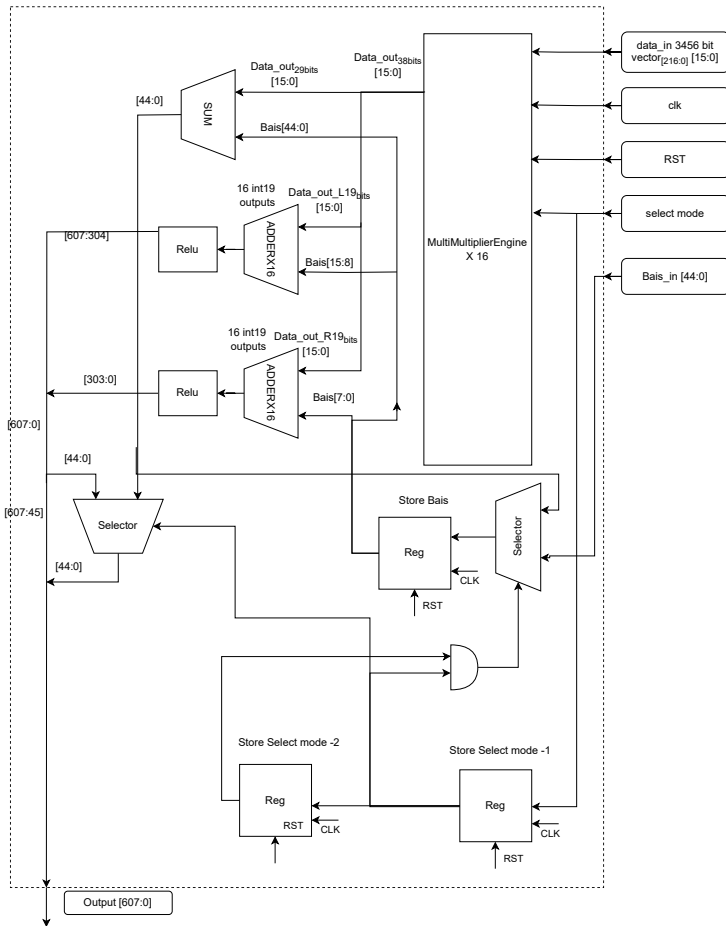 data_in 3456 bit
vector[216:0] [15:0]
clk
RST
select mode
Bais_in [44:0]
MultiMultiplierEngine
X 16
Data_out38bits
[15:0]
Data_out29bits
[15:0]
[44:0]
SUM
Bais[44:0]
16 int19
outputs
Data_out_L19bits
[15:0]
[607:304]
Relu
ADDERX16
Bais[15:8]
16 int19
outputs
Data_out_R19bits
[15:0]
[303:0]
Relu
ADDERX16
Bais[7:0]
[607:0]
[44:0]
[607:45]
Selector
[44:0]
Store Bais
Reg
CLK
RST
Selector
Store Select mode -2
Reg
RST
CLK
Store Select mode -1
Reg
CLK
RST
Output [607:0]